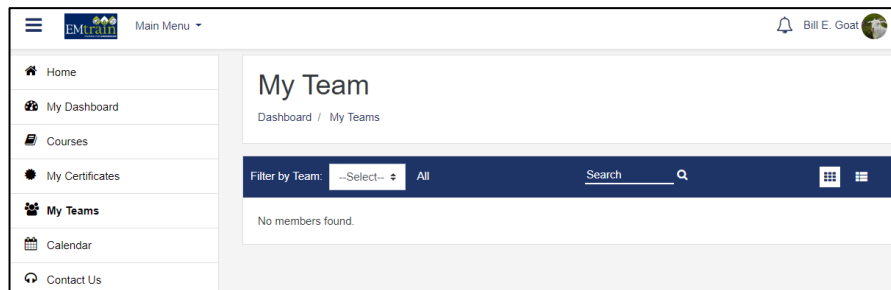 EMtrain Main Menu Bill E. Goat
Home
My Dashboard
Courses
My Certificates
My Teams
Calendar
Contact Us
My Team
Dashboard / My Teams
Filter by Team: --Select-- All Search
No members found.